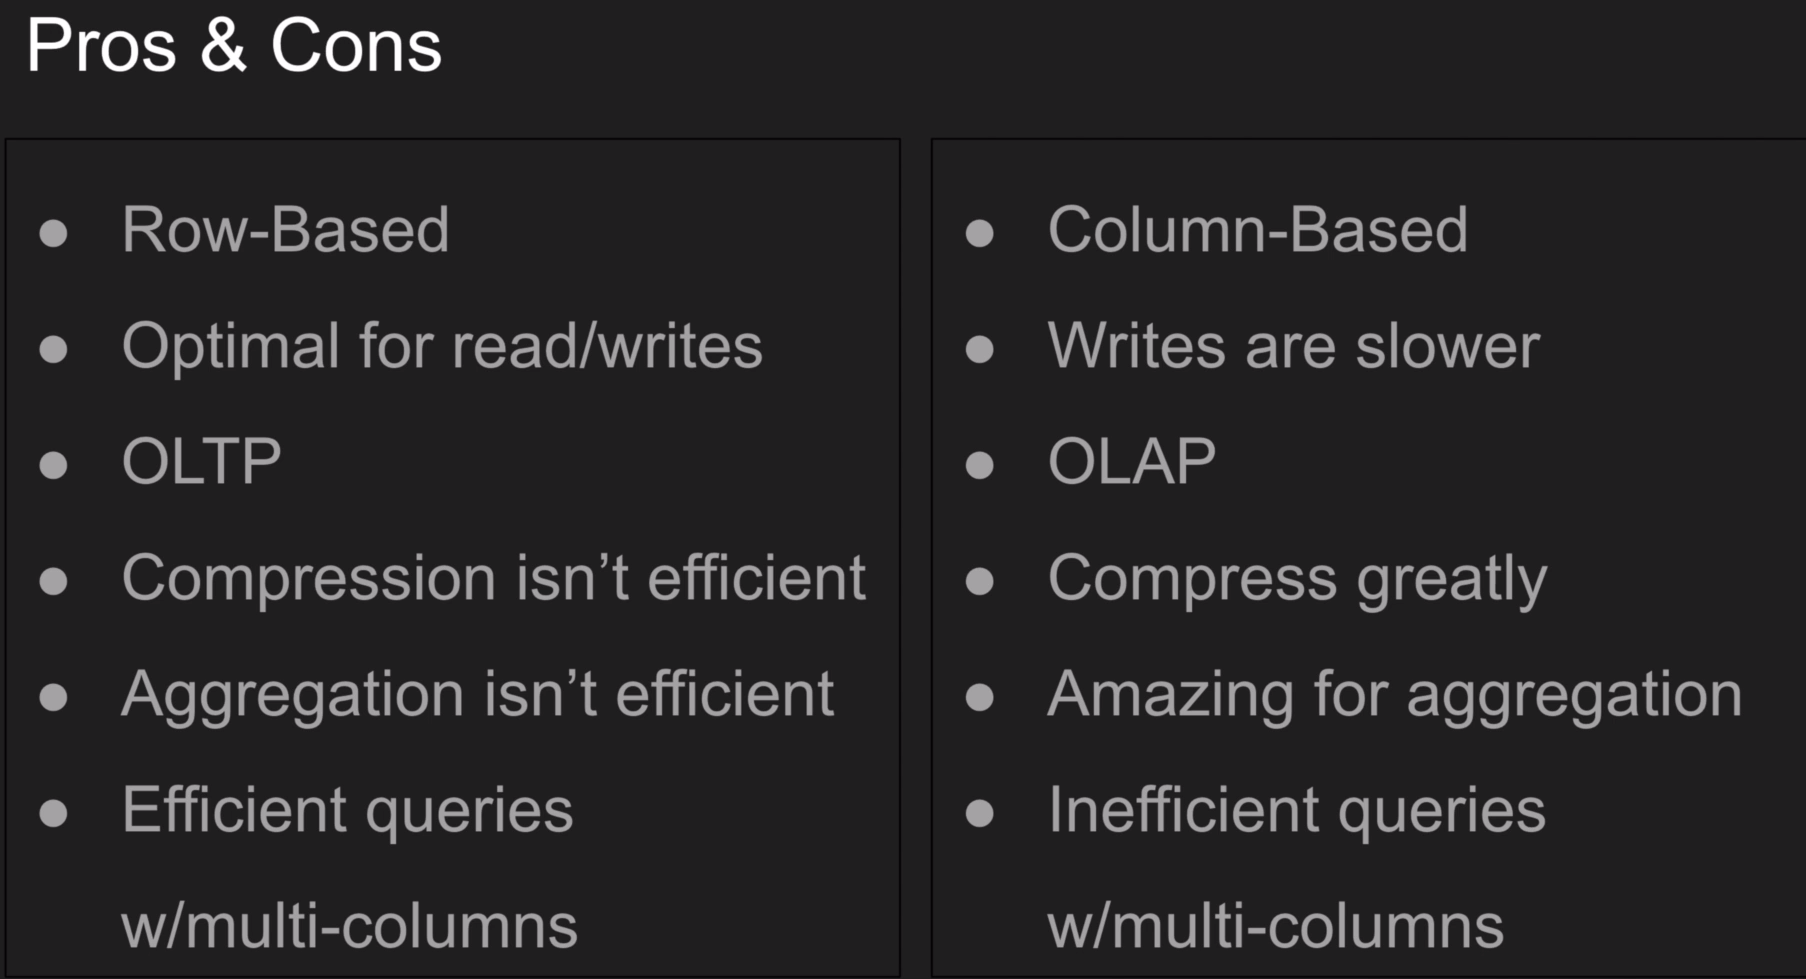 Pros & Cons
● Row-Based
● Optimal for read/writes
● OLTP
● Compression isn’t efficient
● Aggregation isn’t efficient
● Efficient queries
w/multi-columns
● Column-Based
● Writes are slower
● OLAP
● Compress greatly
● Amazing for aggregation
● Inefficient queries
w/multi-columns